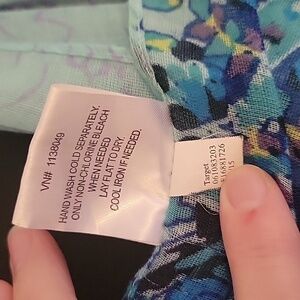 VN# 1138049
HAND WASH COLD SEPARATELY.
ONLY NON-CHLORINE BLEACH
WHEN NEEDED
LAY FLAT TO DRY.
COOL IRON IF NEEDED.
Target
061083203